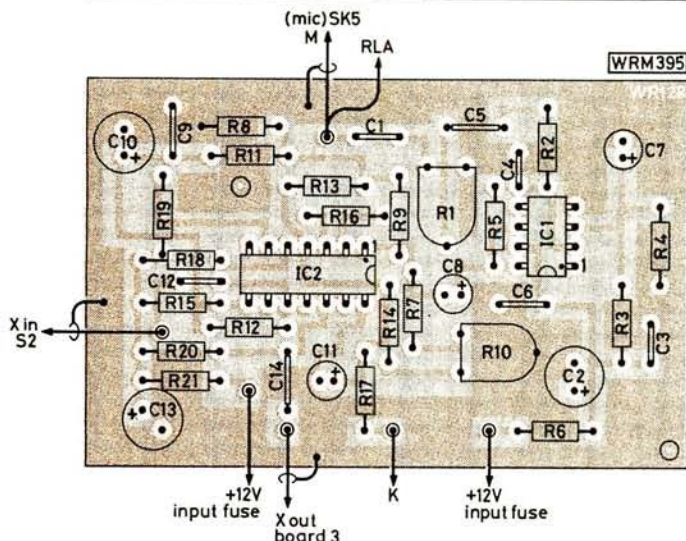 (mic) SK5
M
RLA
WRM395
WR128
C10
C9
R8
R11
C1
C5
R2
C7
C4
R13
R16
R9
R1
R5
IC1
R4
R19
R18
C12
IC2
1
C8
1
C6
R15
R14
R7
R3
C3
X in
S2
R12
R20
R21
C14
C11
R17
R10
C2
C13
R6
+12V
input fuse
X out
board 3
K
+12V
input fuse